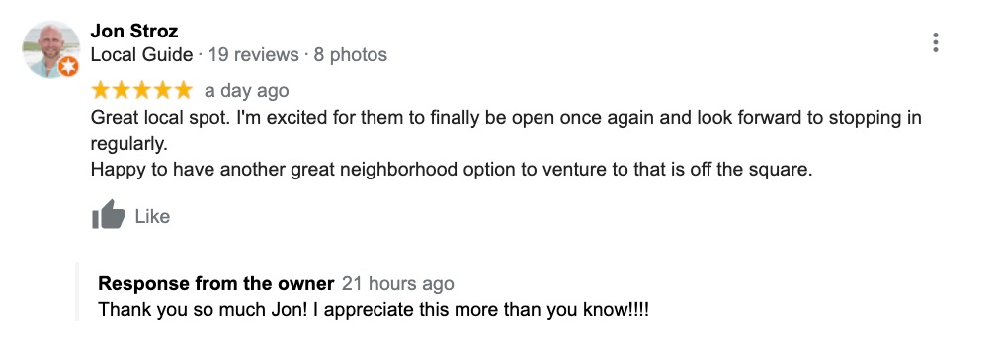 Jon Stroz
Local Guide · 19 reviews · 8 photos
a day ago
Great local spot. I'm excited for them to finally be open once again and look forward to stopping in
regularly.
Happy to have another great neighborhood option to venture to that is off the square.
Like
Response from the owner 21 hours ago
Thank you so much Jon! I appreciate this more than you know!!!!